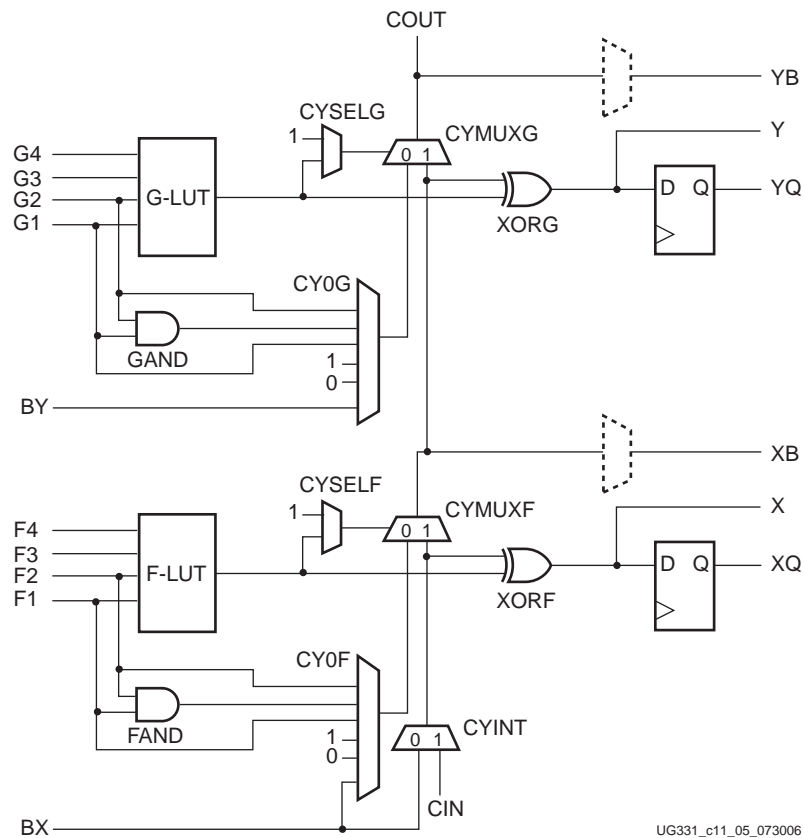 COUT
YB
CYSELG
1
CYMUXG
0 1
Y
G4
G3
G2
G1
G-LUT
D Q
YQ
XORG
CY0G
GAND
1
0
BY
XB
CYSELF
1
CYMUXF
0 1
X
F4
F3
F2
F1
F-LUT
D Q
XQ
XORF
CY0F
FAND
1
0
CYINT
0 1
CIN
BX
UG331_c11_05_073006